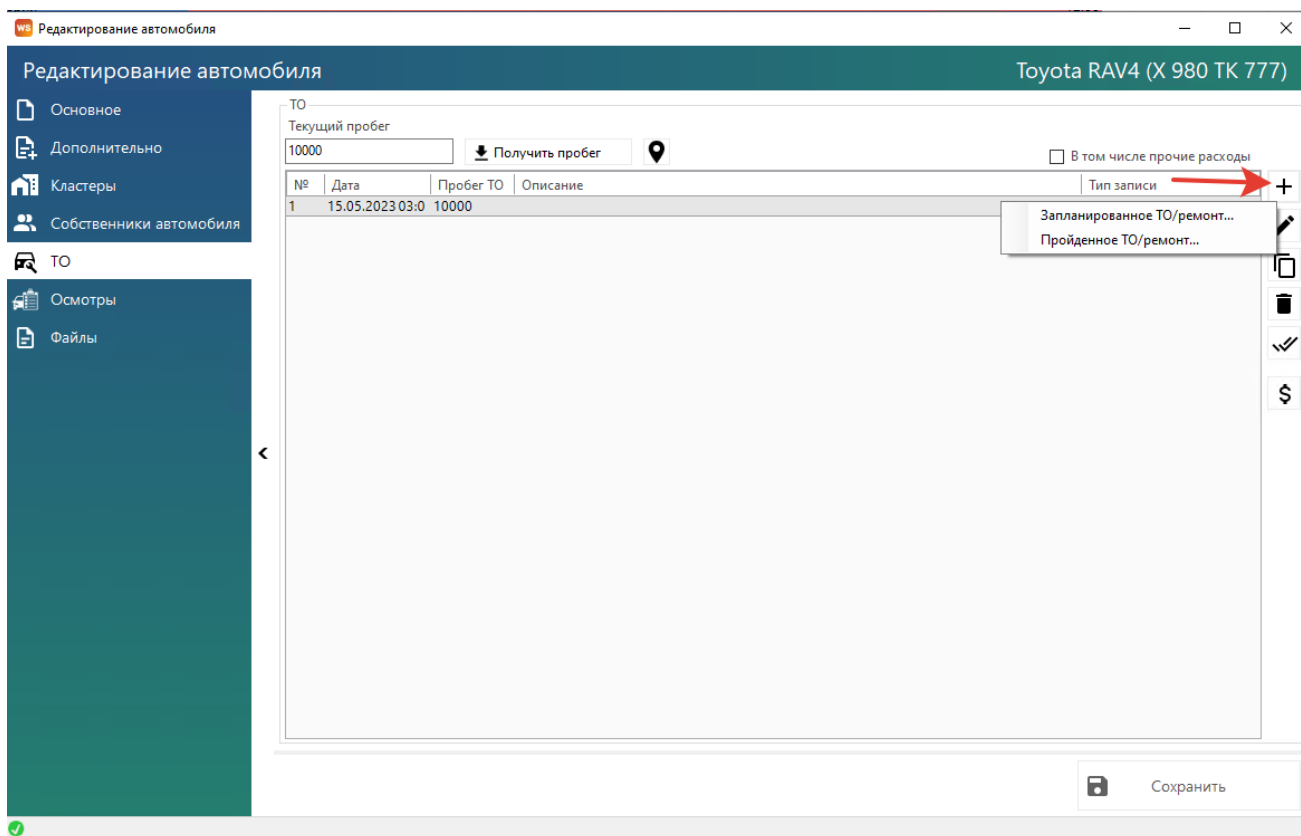 WS Редактирование автомобиля
Редактирование автомобиля Toyota RAV4 (X 980 TK 777)
Основное
Дополнительно
Кластеры
Собственники автомобиля
ТО
Осмотры
Файлы
ТО
Текущий пробег
10000 Получить пробег В том числе прочие расходы
№ Дата Пробег ТО Описание Тип записи
1 15.05.2023 03:0 10000
Запланированное ТО/ремонт...
Пройденное ТО/ремонт...
Сохранить